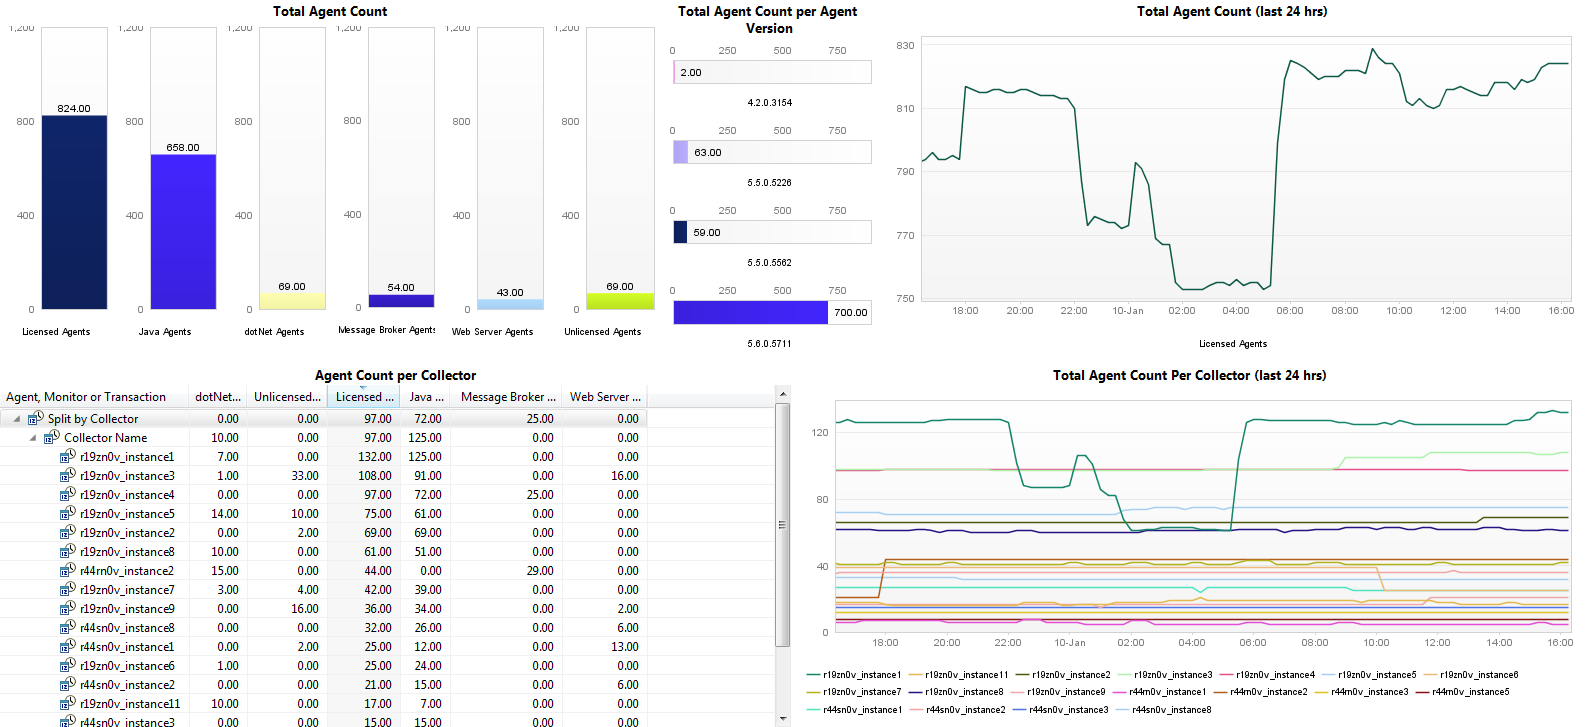 Total Agent Count
1,200 1,200 1,200 1,200 1,200 1,200
824.00
800 800 800 800 800 800
658.00
400 400 400 400 400 400
69.00 54.00 43.00 69.00
0 0 0 0 0 0
Licensed Agents Java Agents dotNet Agents Message Broker Agents Web Server Agents Unlicensed Agents
Total Agent Count per Agent
Version
0 250 500 750
2.00
4.2.0.3154
0 250 500 750
63.00
5.5.0.5226
0 250 500 750
59.00
5.5.0.5562
0 250 500 750
700.00
5.6.0.5711
Total Agent Count (last 24 hrs)
830
810
790
770
750
18:00 20:00 22:00 10-Jan 02:00 04:00 06:00 08:00 10:00 12:00 14:00 16:00
Licensed Agents
Agent Count per Collector
Agent, Monitor or Transaction dotNet... Unlicensed... Licensed ... Java ... Message Broker ... Web Server ...
Split by Collector 0.00 0.00 97.00 72.00 25.00 0.00
Collector Name 10.00 0.00 97.00 125.00 0.00 0.00
r19zn0v_instance1 7.00 0.00 132.00 125.00 0.00 0.00
r19zn0v_instance3 1.00 33.00 108.00 91.00 0.00 16.00
r19zn0v_instance4 0.00 0.00 97.00 72.00 25.00 0.00
r19zn0v_instance5 14.00 10.00 75.00 61.00 0.00 0.00
r19zn0v_instance2 0.00 2.00 69.00 69.00 0.00 0.00
r19zn0v_instance8 10.00 0.00 61.00 51.00 0.00 0.00
r44rn0v_instance2 15.00 0.00 44.00 0.00 29.00 0.00
r19zn0v_instance7 3.00 4.00 42.00 39.00 0.00 0.00
r19zn0v_instance9 0.00 16.00 36.00 34.00 0.00 2.00
r44sn0v_instance8 0.00 0.00 32.00 26.00 0.00 6.00
r44sn0v_instance1 0.00 2.00 25.00 12.00 0.00 13.00
r19zn0v_instance6 1.00 0.00 25.00 24.00 0.00 0.00
r44sn0v_instance2 0.00 0.00 21.00 15.00 0.00 6.00
r19zn0v_instance11 10.00 0.00 17.00 7.00 0.00 0.00
r44sn0v_instance3 0.00 0.00 15.00 15.00 0.00 0.00
Total Agent Count Per Collector (last 24 hrs)
120
80
40
0
18:00 20:00 22:00 10-Jan 02:00 04:00 06:00 08:00 10:00 12:00 14:00 16:00
r19zn0v_instance1 r19zn0v_instance11 r19zn0v_instance2 r19zn0v_instance3 r19zn0v_instance4 r19zn0v_instance5 r19zn0v_instance6
r19zn0v_instance7 r19zn0v_instance8 r19zn0v_instance9 r44rn0v_instance1 r44rn0v_instance2 r44rn0v_instance3 r44rn0v_instance5
r44sn0v_instance1 r44sn0v_instance2 r44sn0v_instance3 r44sn0v_instance8